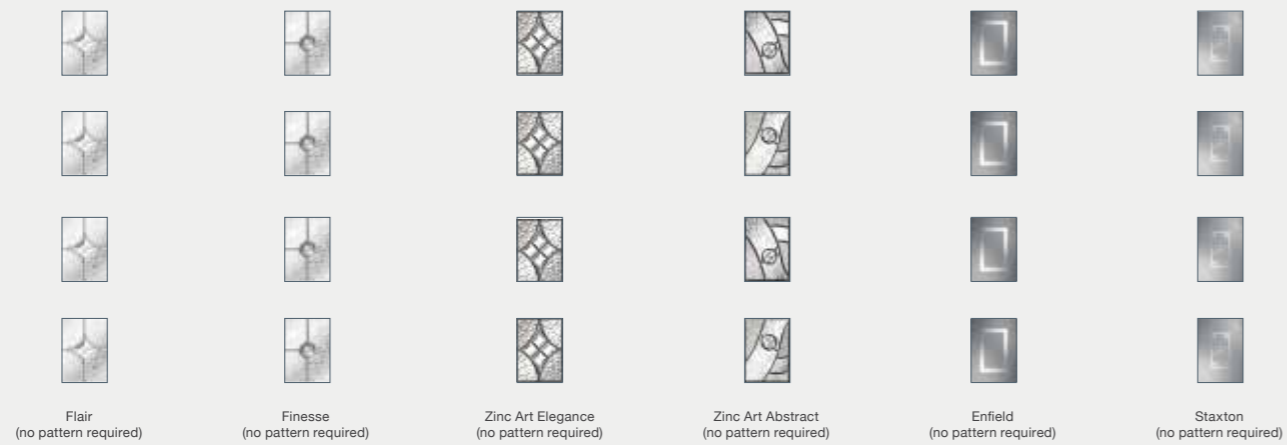 Flair
(no pattern required)
Finesse
(no pattern required)
Zinc Art Elegance
(no pattern required)
Zinc Art Abstract
(no pattern required)
Enfield
(no pattern required)
Staxton
(no pattern required)